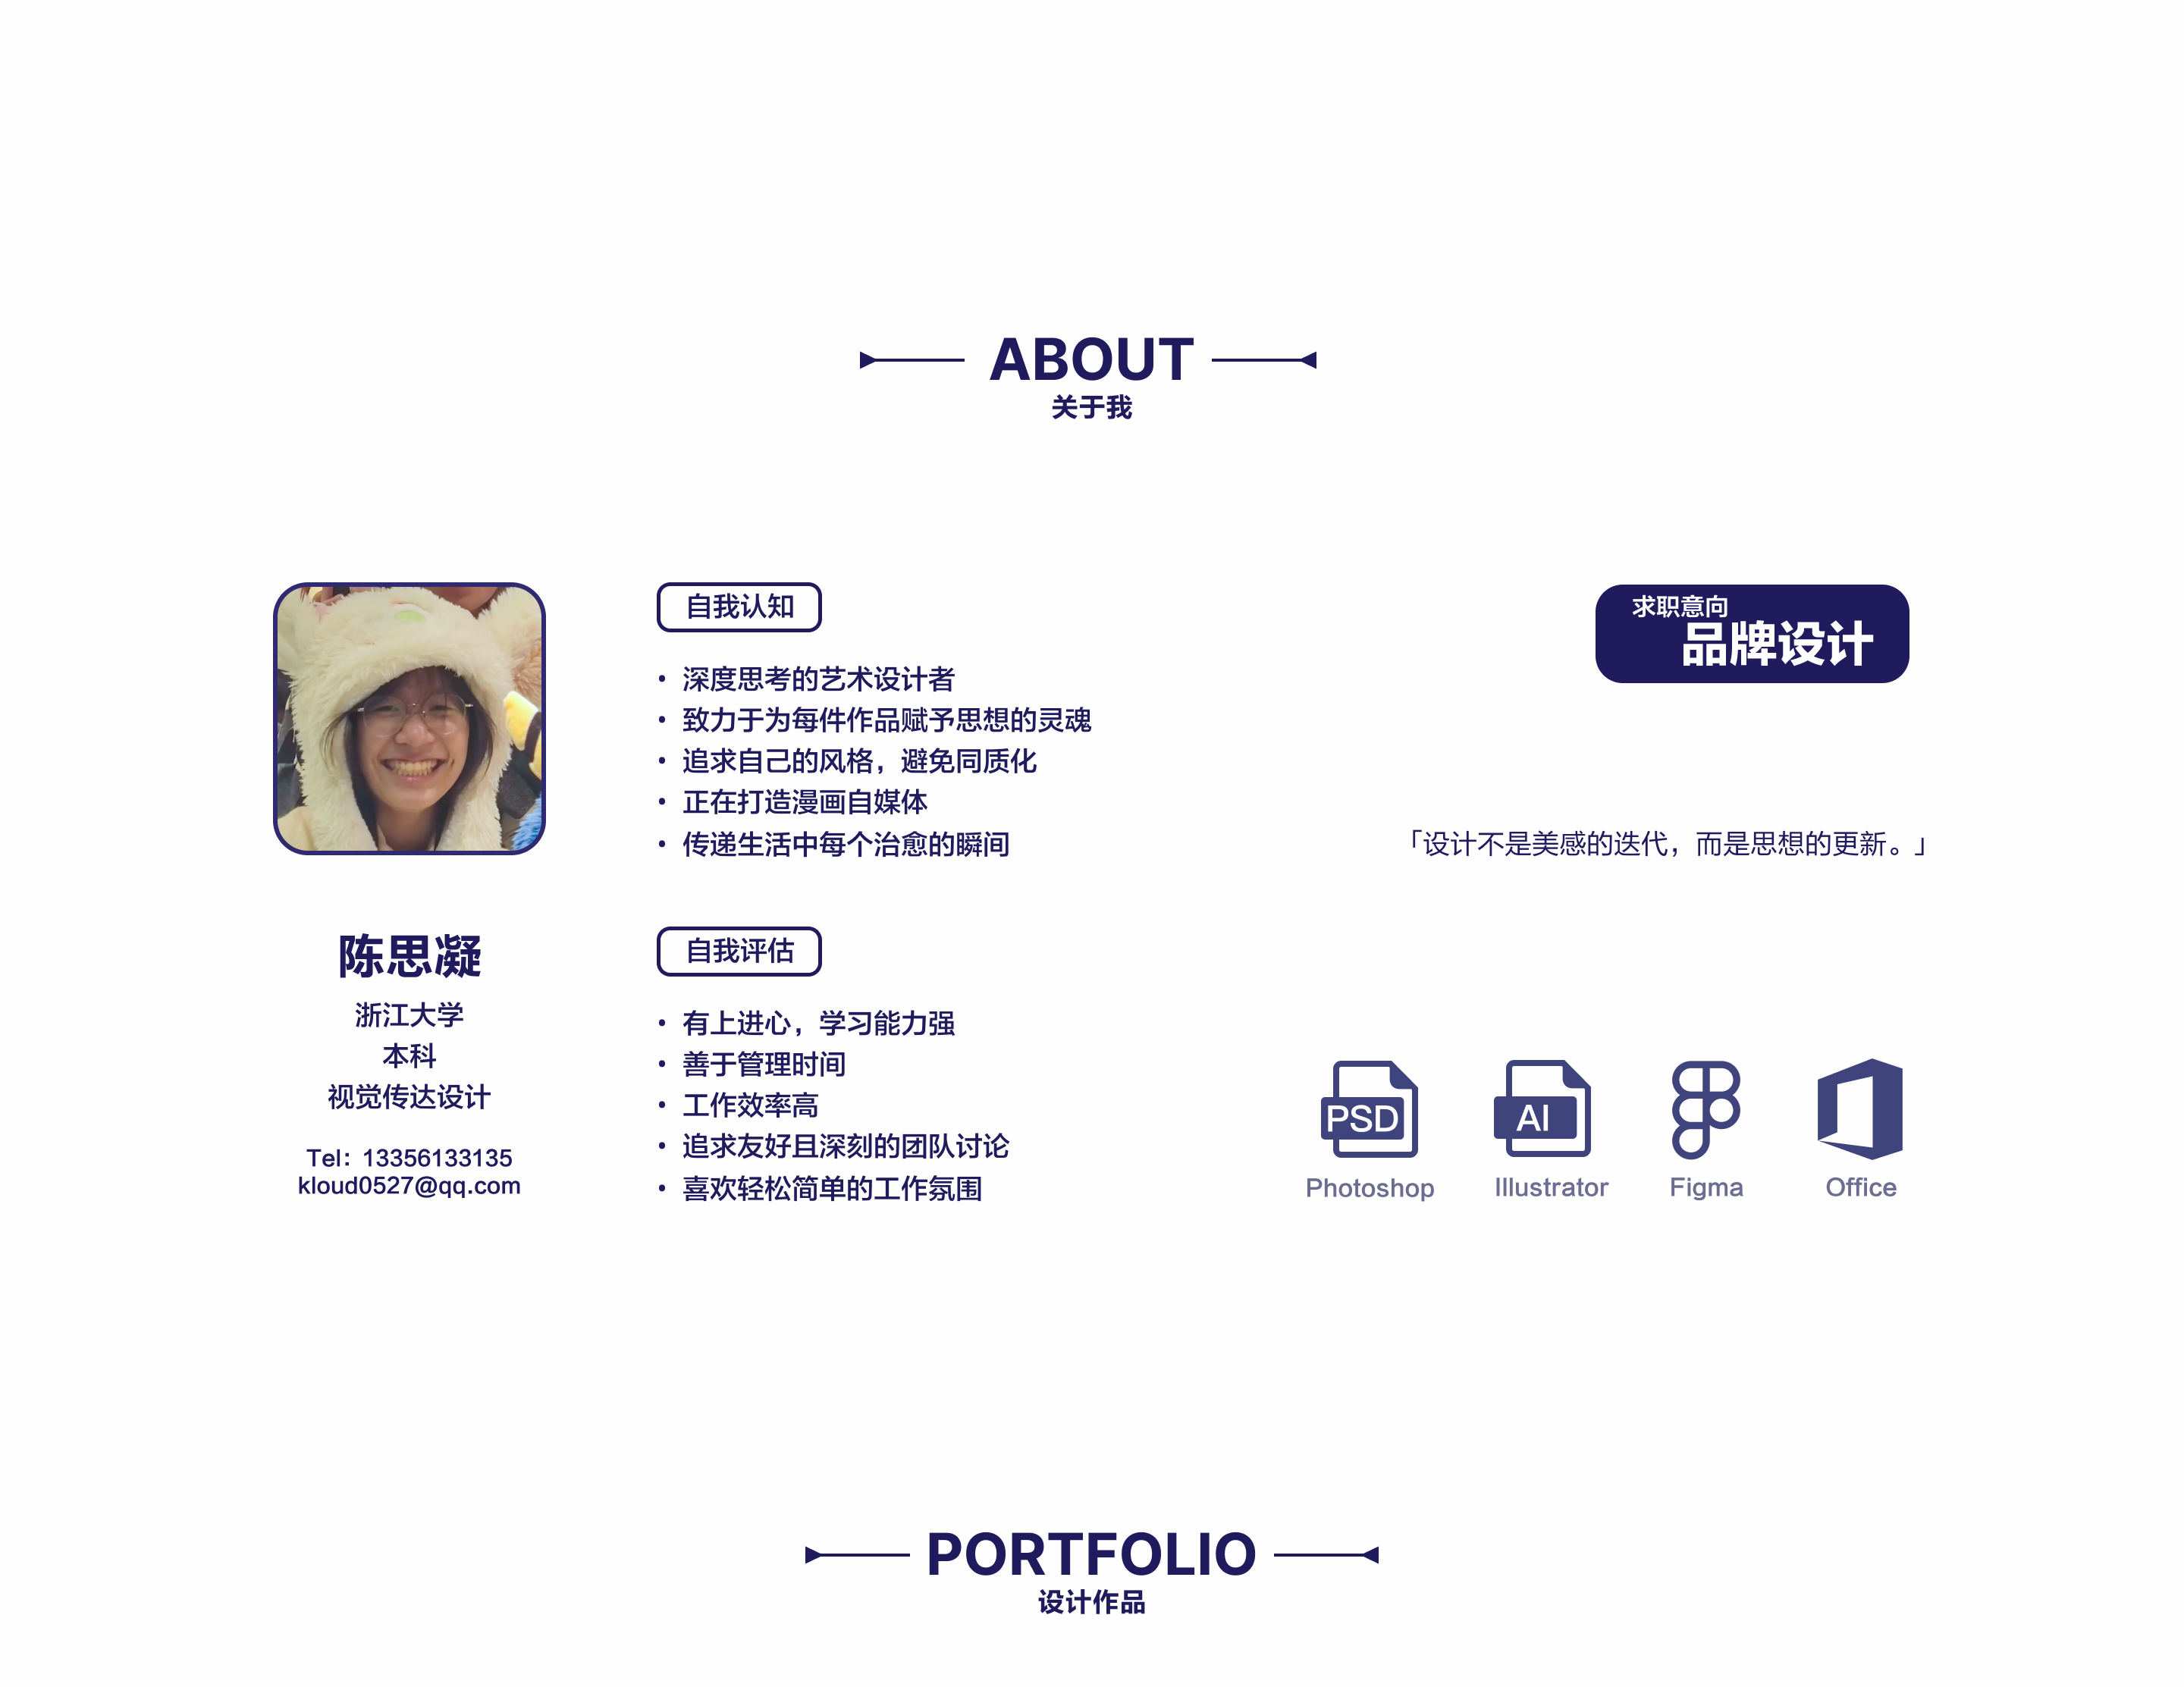 ABOUT
关于我
自我认知
深度思考的艺术设计者
致力于为每件作品赋予思想的灵魂
追求自己的风格，避免同质化
正在打造漫画自媒体
传递生活中每个治愈的瞬间
求职意向
品牌设计
「设计不是美感的迭代，而是思想的更新。」
陈思凝
浙江大学
本科
视觉传达设计
Tel：13356133135
kloud0527@qq.com
自我评估
有上进心，学习能力强
善于管理时间
工作效率高
追求友好且深刻的团队讨论
喜欢轻松简单的工作氛围
PSD
AI
Photoshop
Illustrator
Figma
Office
PORTFOLIO
设计作品